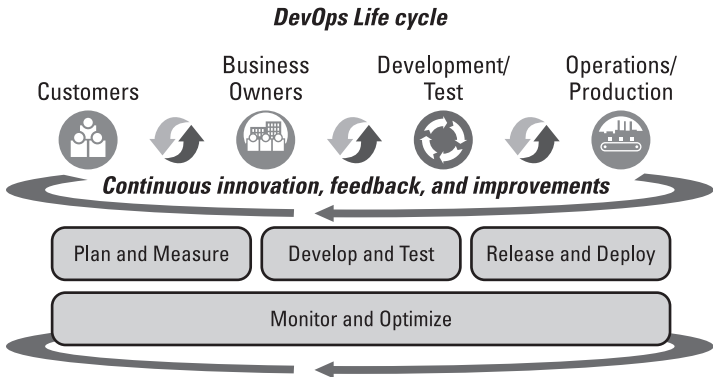 DevOps Life cycle
Customers
Business
Owners
Development/
Test
Operations/
Production
Continuous innovation, feedback, and improvements
Plan and Measure
Develop and Test
Release and Deploy
Monitor and Optimize